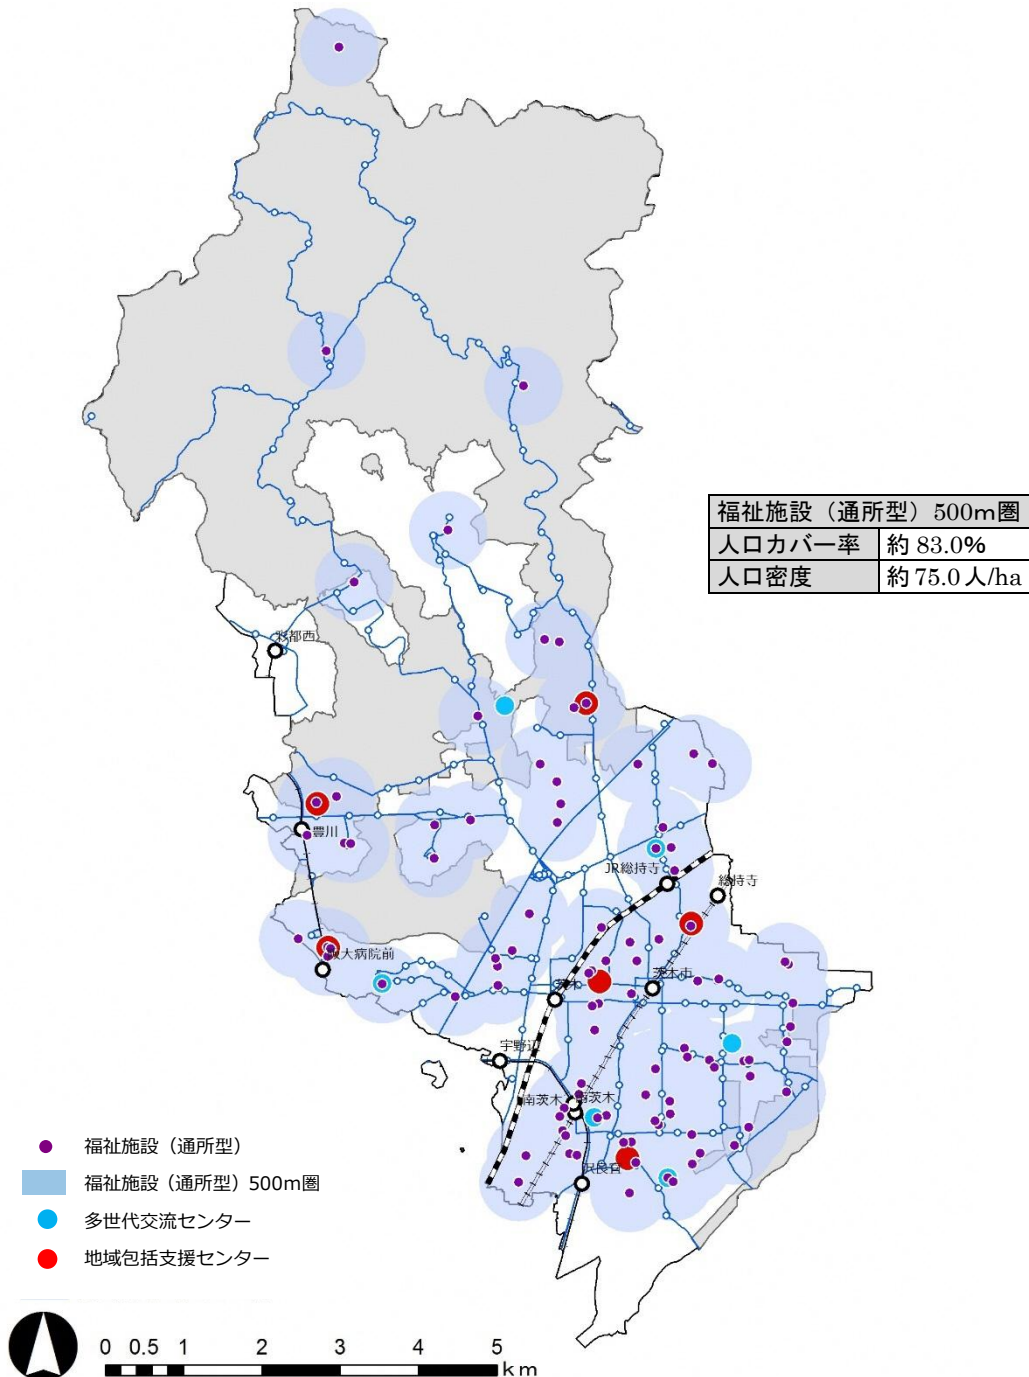 福祉施設（通所型）500m圏
人口カバー率 約 83.0%
人口密度 約 75.0 人/ha
彩都西
豊川
JR総持寺
総持寺
阪大病院前
茨木
茨木市
宇野辺
南茨木
南茨木
沢良宜
福祉施設（通所型）
福祉施設（通所型）500m圏
多世代交流センター
地域包括支援センター
0 0.5 1 2 3 4 5
km